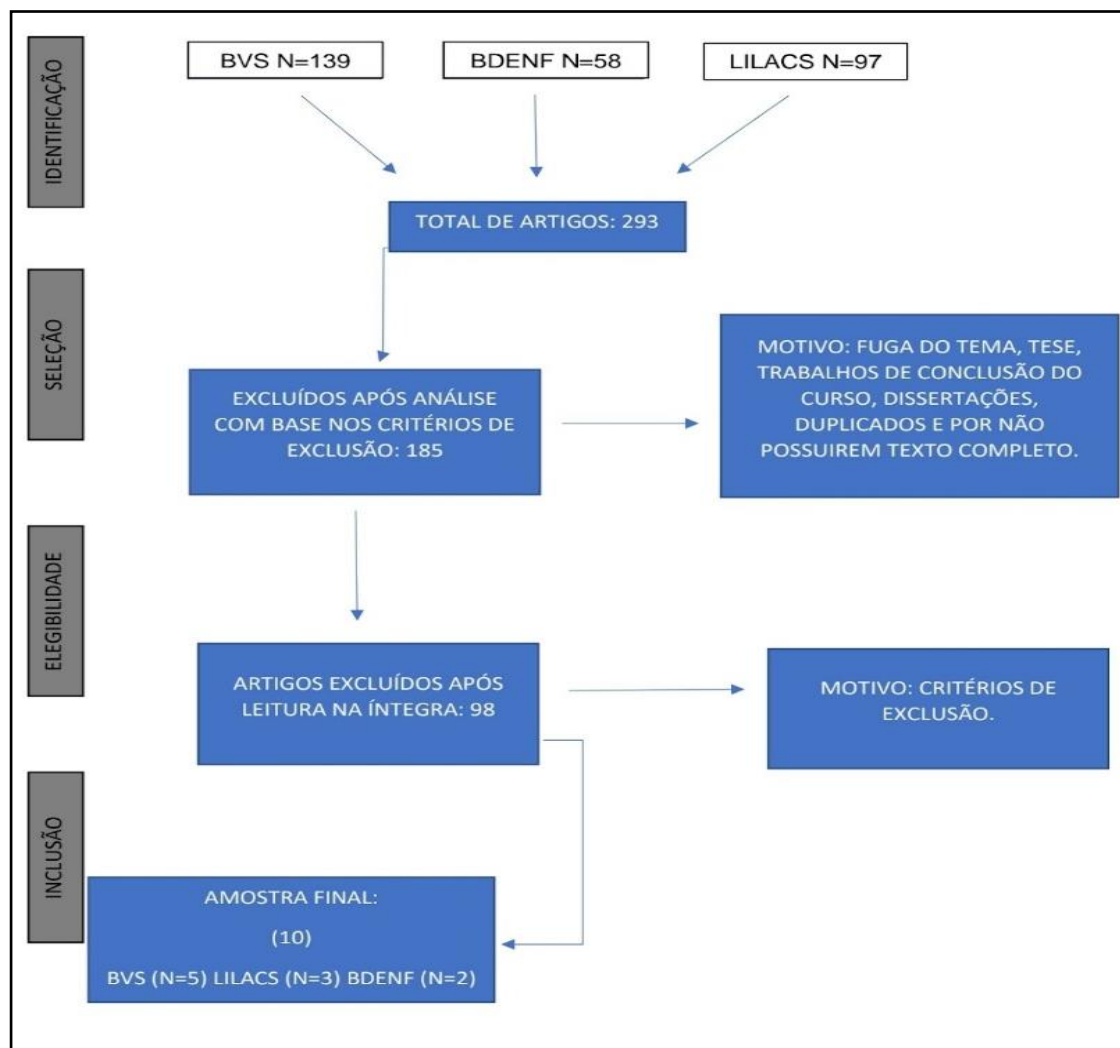 IDENTIFICAÇÃO
BVS N=139
BDENF N=58
LILACS N=97
TOTAL DE ARTIGOS: 293
SELEÇÃO
EXCLUÍDOS APÓS ANÁLISE
COM BASE NOS CRITÉRIOS DE
EXCLUSÃO: 185
MOTIVO: FUGA DO TEMA, TESE,
TRABALHOS DE CONCLUSÃO DO
CURSO, DISSERTAÇÕES,
DUPLICADOS E POR NÃO
POSSUIREM TEXTO COMPLETO.
ELEGIBILIDADE
ARTIGOS EXCLUÍDOS APÓS
LEITURA NA ÍNTEGRA: 98
MOTIVO: CRITÉRIOS DE
EXCLUSÃO.
INCLUSÃO
AMOSTRA FINAL:
(10)
BVS (N=5) LILACS (N=3) BDENF (N=2)